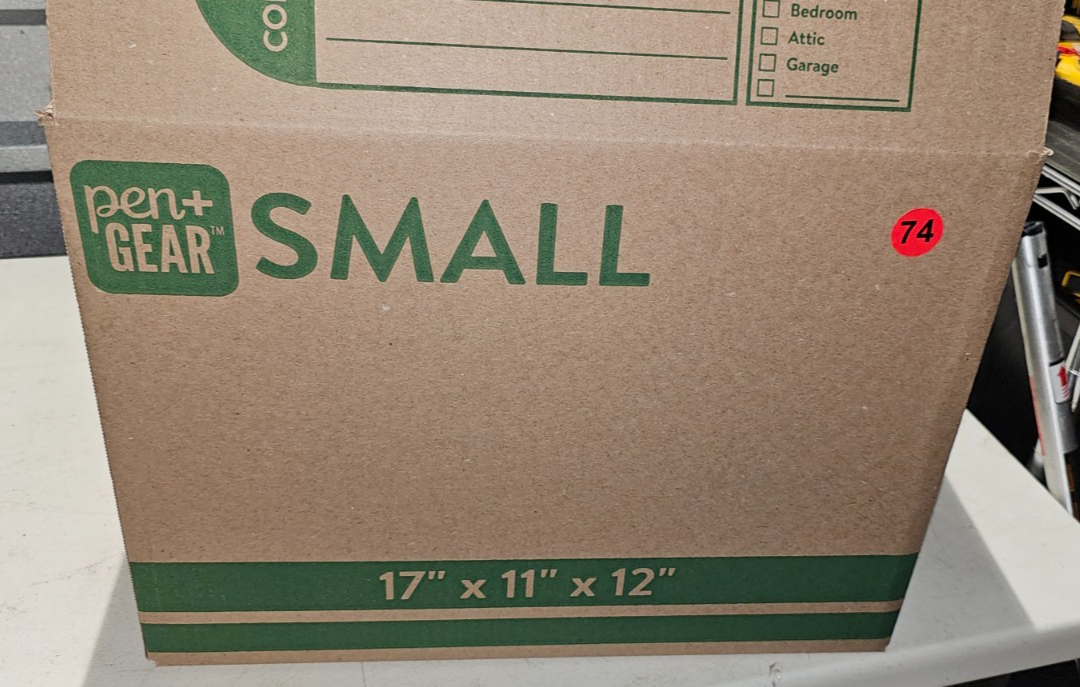 Bedroom
Attic
Garage
pen+
GEAR™
SMALL
74
17" x 11" x 12"